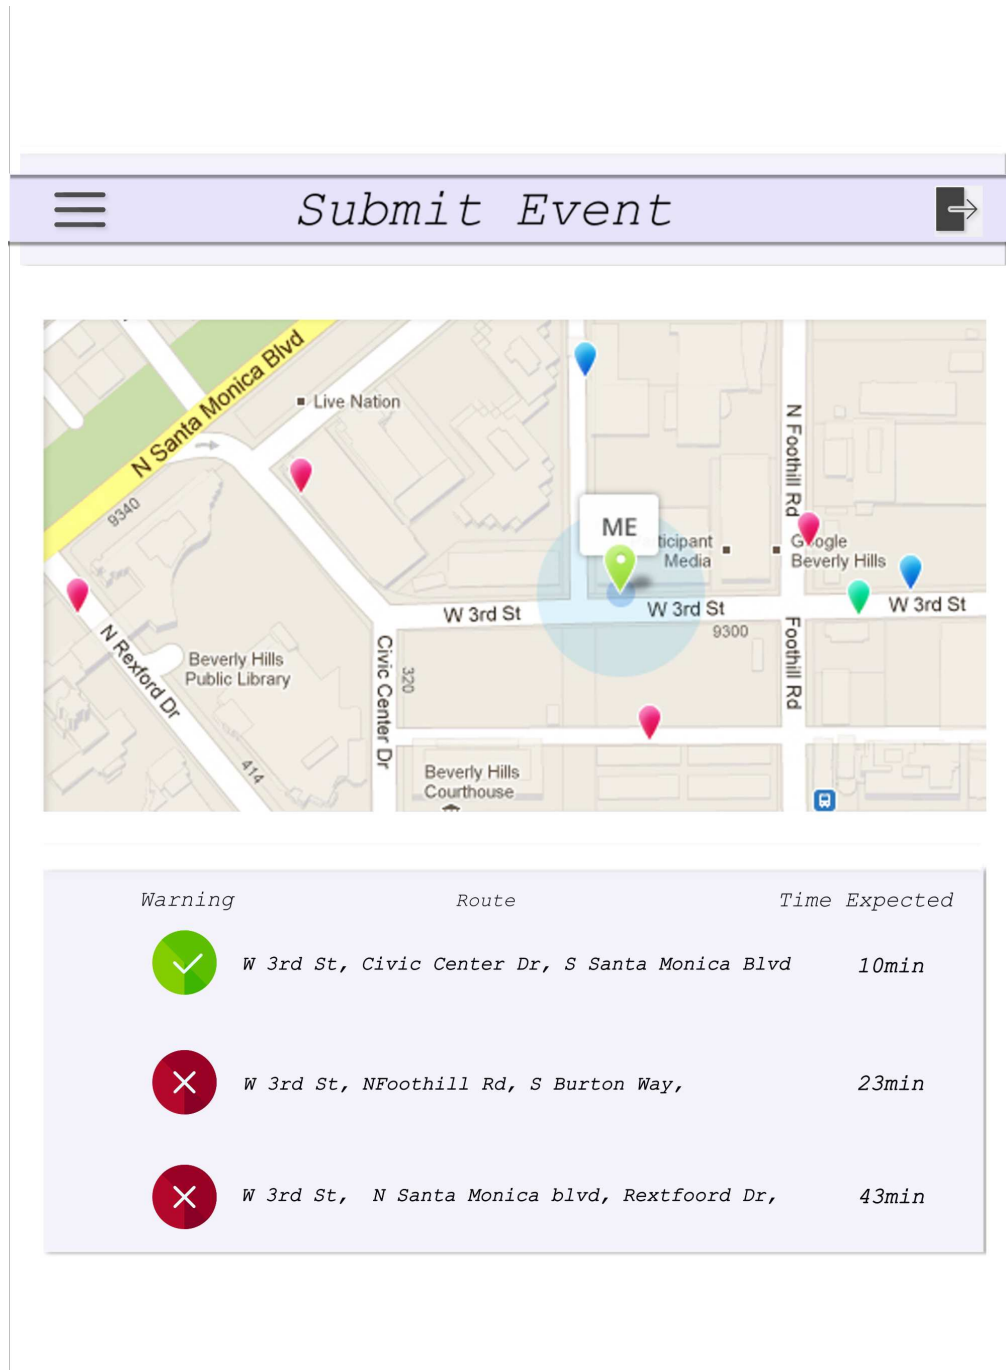 Submit Event
N Santa Monica Blvd
Live Nation
9340
N Foothill Rd
ME
ticipant
Media
Google
Beverly Hills
W 3rd St
W 3rd St
W 3rd St
9300
N Rexford Dr
Beverly Hills
Public Library
Civic Center Dr
320
Foothill Rd
414
Beverly Hills
Courthouse
Warning Route Time Expected
W 3rd St, Civic Center Dr, S Santa Monica Blvd 10min
W 3rd St, NFoothill Rd, S Burton Way, 23min
W 3rd St, N Santa Monica blvd, Rextfoord Dr, 43min